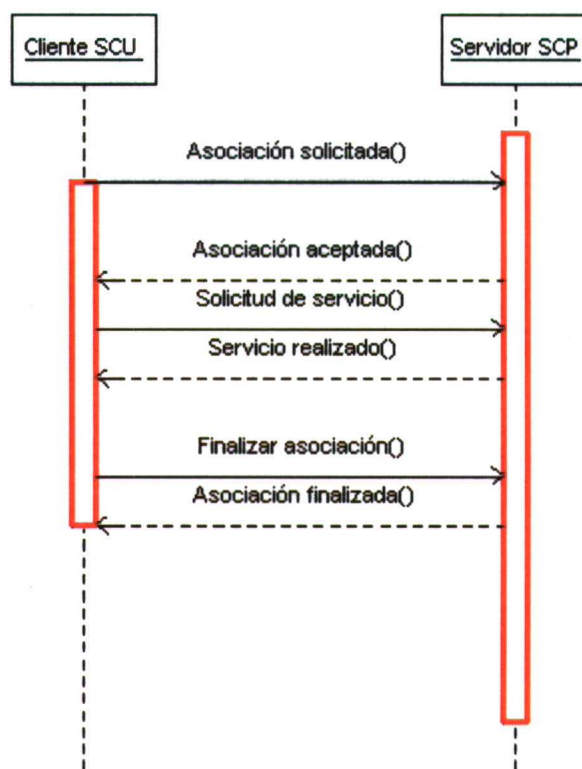 Cliente SCU
Servidor SCP
Asociación solicitada()
Asociación aceptada()
Solicitud de servicio()
Servicio realizado()
Finalizar asociación()
Asociación finalizada()